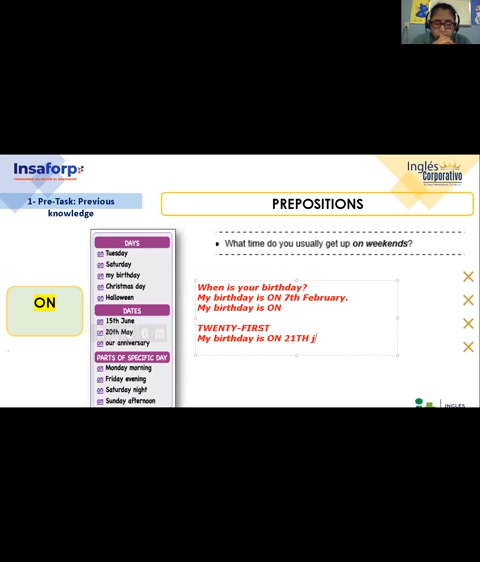 Insaforp
Inglés
Corporativo
1- Pre-Task: Previous
knowledge
PREPOSITIONS
ON
DAYS
on Tuesday
on Saturday
on my birthday
on Christmas day
on Halloween
DATES
on 15th June
on 20th May
on our anniversary
PARTS OF SPECIFIC DAY
on Monday morning
on Friday evening
on Saturday night
on Sunday afternoon
• What time do you usually get up on weekends?
When is your birthday?
My birthday is ON 7th February.
My birthday is ON
TWENTY-FIRST
My birthday is ON 21TH j
INGLÉS